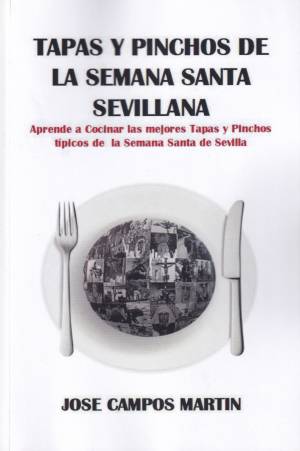 TAPAS Y PINCHOS DE
LA SEMANA SANTA
SEVILLANA
Aprende a Cocinar las mejores Tapas y Pinchos
típicos de la Semana Santa de Sevilla
JOSE CAMPOS MARTIN